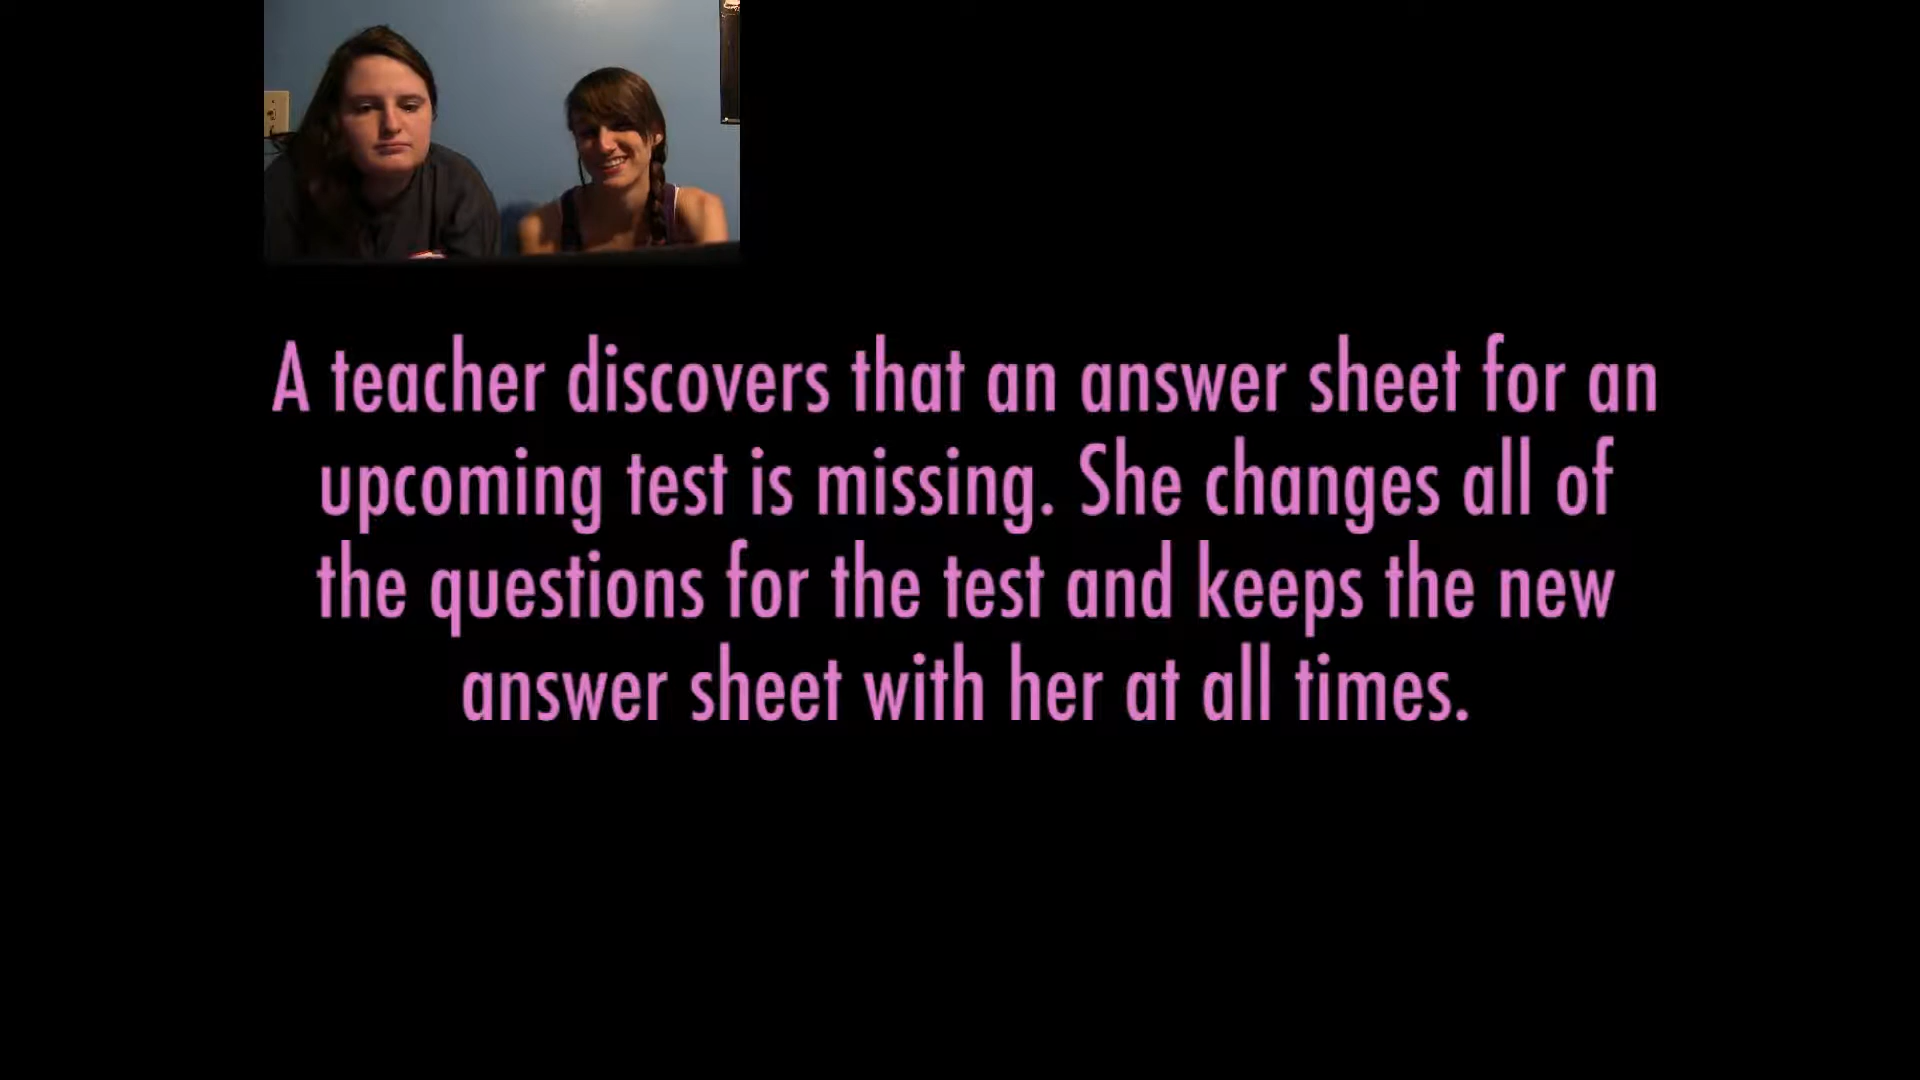 A teacher discovers that an answer sheet for an
upcoming test is missing. She changes all of
the questions for the test and keeps the new
answer sheet with her at all times.